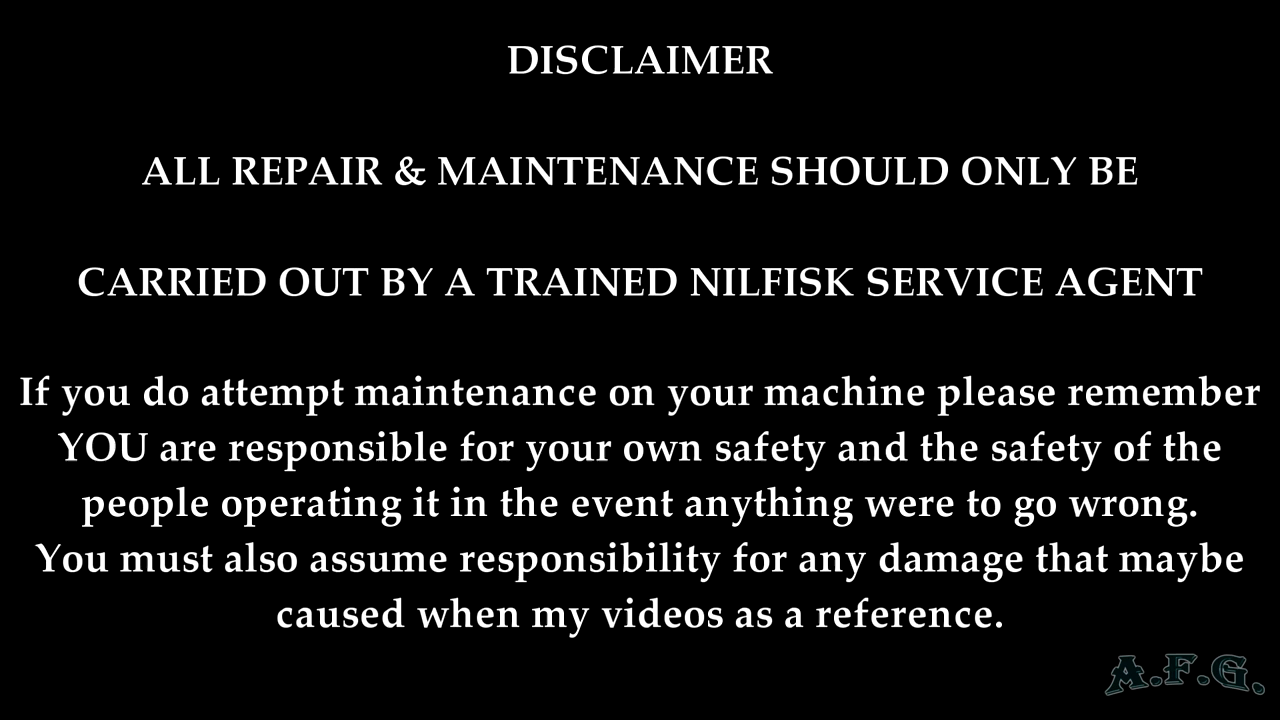 DISCLAIMER
ALL REPAIR & MAINTENANCE SHOULD ONLY BE
CARRIED OUT BY A TRAINED NILFISK SERVICE AGENT
If you do attempt maintenance on your machine please remember
YOU are responsible for your own safety and the safety of the
people operating it in the event anything were to go wrong.
You must also assume responsibility for any damage that maybe
caused when my videos as a reference.
A.F.G.